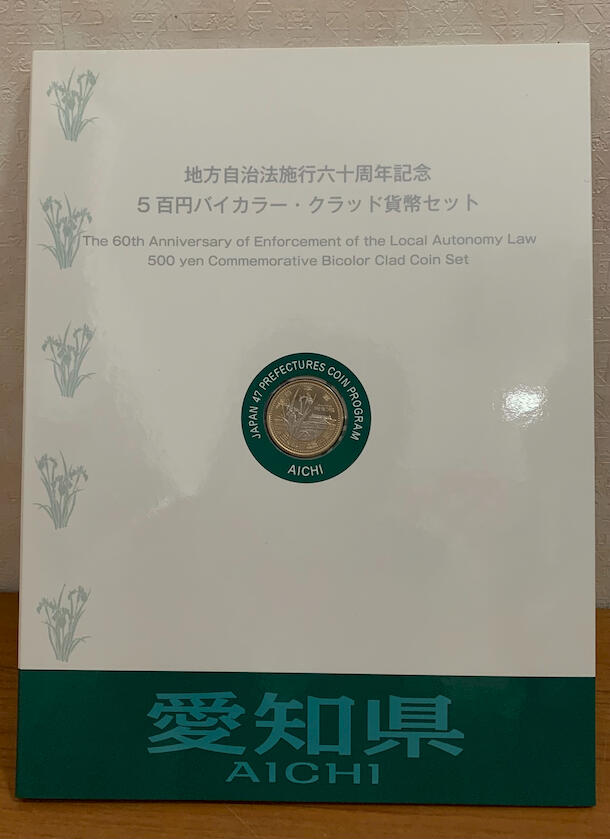 地方自治法施行六十周年記念
5百円バイカラー・クラッド貨幣セット
The 60th Anniversary of Enforcement of the Local Autonomy Law
500 yen Commemorative Bicolor Clad Coin Set
JAPAN 47 PREFECTURES COIN PROGRAM
AICHI
愛知県
AICHI